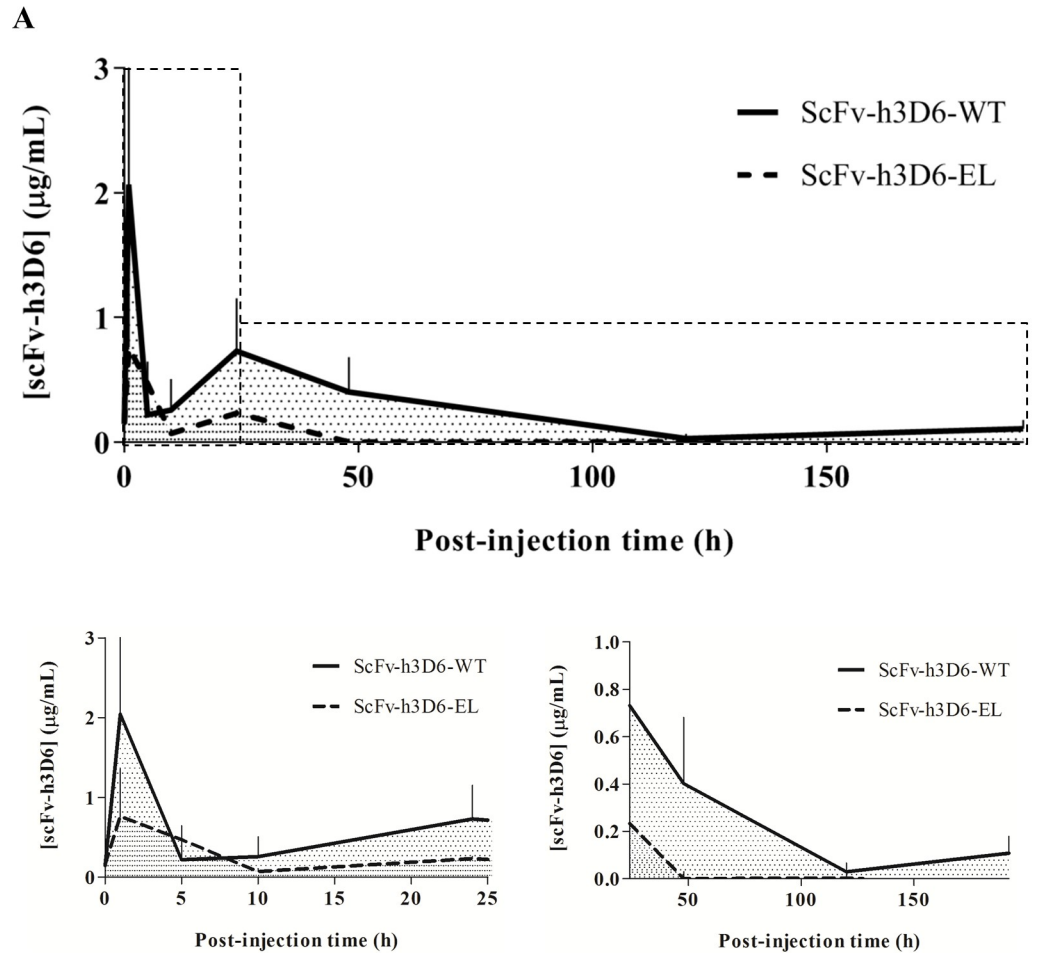 A
[scFv-h3D6] (µg/mL)
3
2
1
0
ScFv-h3D6-WT
ScFv-h3D6-EL
0 50 100 150
Post-injection time (h)
[scFv-h3D6] (µg/mL)
3
2
1
0
ScFv-h3D6-WT
ScFv-h3D6-EL
0 5 10 15 20 25
Post-injection time (h)
[scFv-h3D6] (µg/mL)
1.0
0.8
0.6
0.4
0.2
0.0
ScFv-h3D6-WT
ScFv-h3D6-EL
50 100 150
Post-injection time (h)